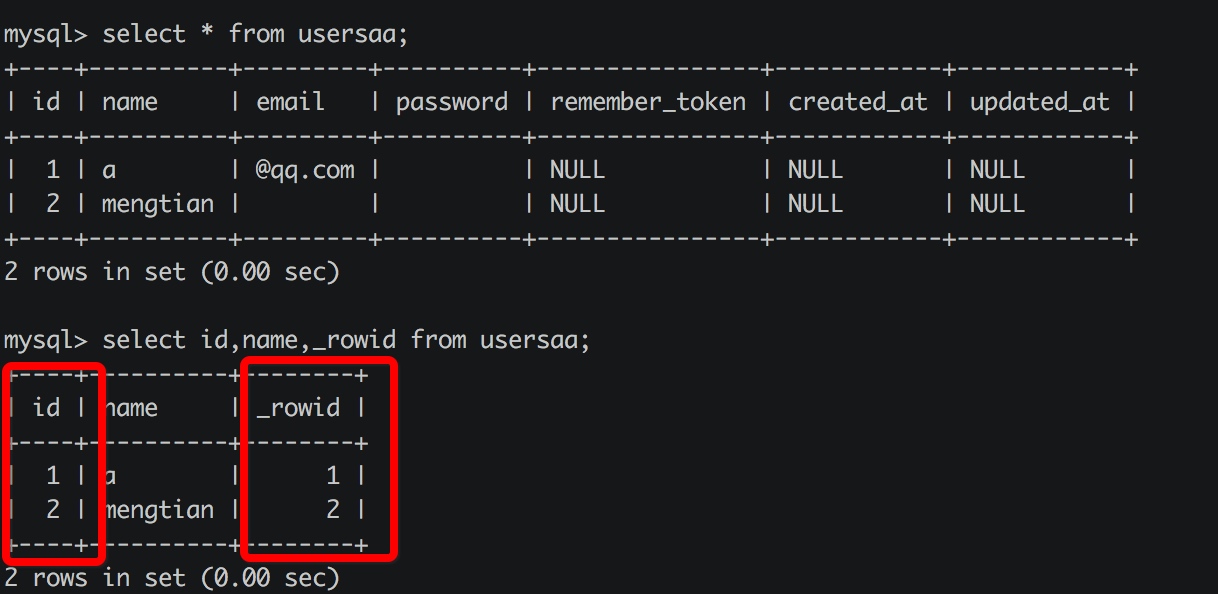 mysql> select * from usersaa;
+----+----------+---------+----------+----------------+------------+------------+
| id | name     | email   | password | remember_token | created_at | updated_at |
+----+----------+---------+----------+----------------+------------+------------+
|  1 | a        | @qq.com |          | NULL           | NULL       | NULL       |
|  2 | mengtian |         |          | NULL           | NULL       | NULL       |
+----+----------+---------+----------+----------------+------------+------------+
2 rows in set (0.00 sec)
mysql> select id,name,_rowid from usersaa;
+----+----------+--------+
| id | name     | _rowid |
+----+----------+--------+
|  1 | a        |      1 |
|  2 | mengtian |      2 |
+----+----------+--------+
2 rows in set (0.00 sec)